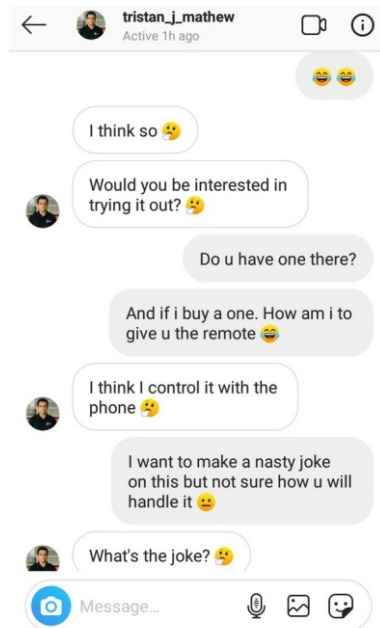 tristan_j_mathew
Active 1h ago
😂 😂
I think so 🤔
Would you be interested in
trying it out? 🤔
Do u have one there?
And if i buy a one. How am i to
give u the remote 😂
I think I control it with the
phone 🤔
I want to make a nasty joke
on this but not sure how u will
handle it 😐
What's the joke? 🤔
Message...